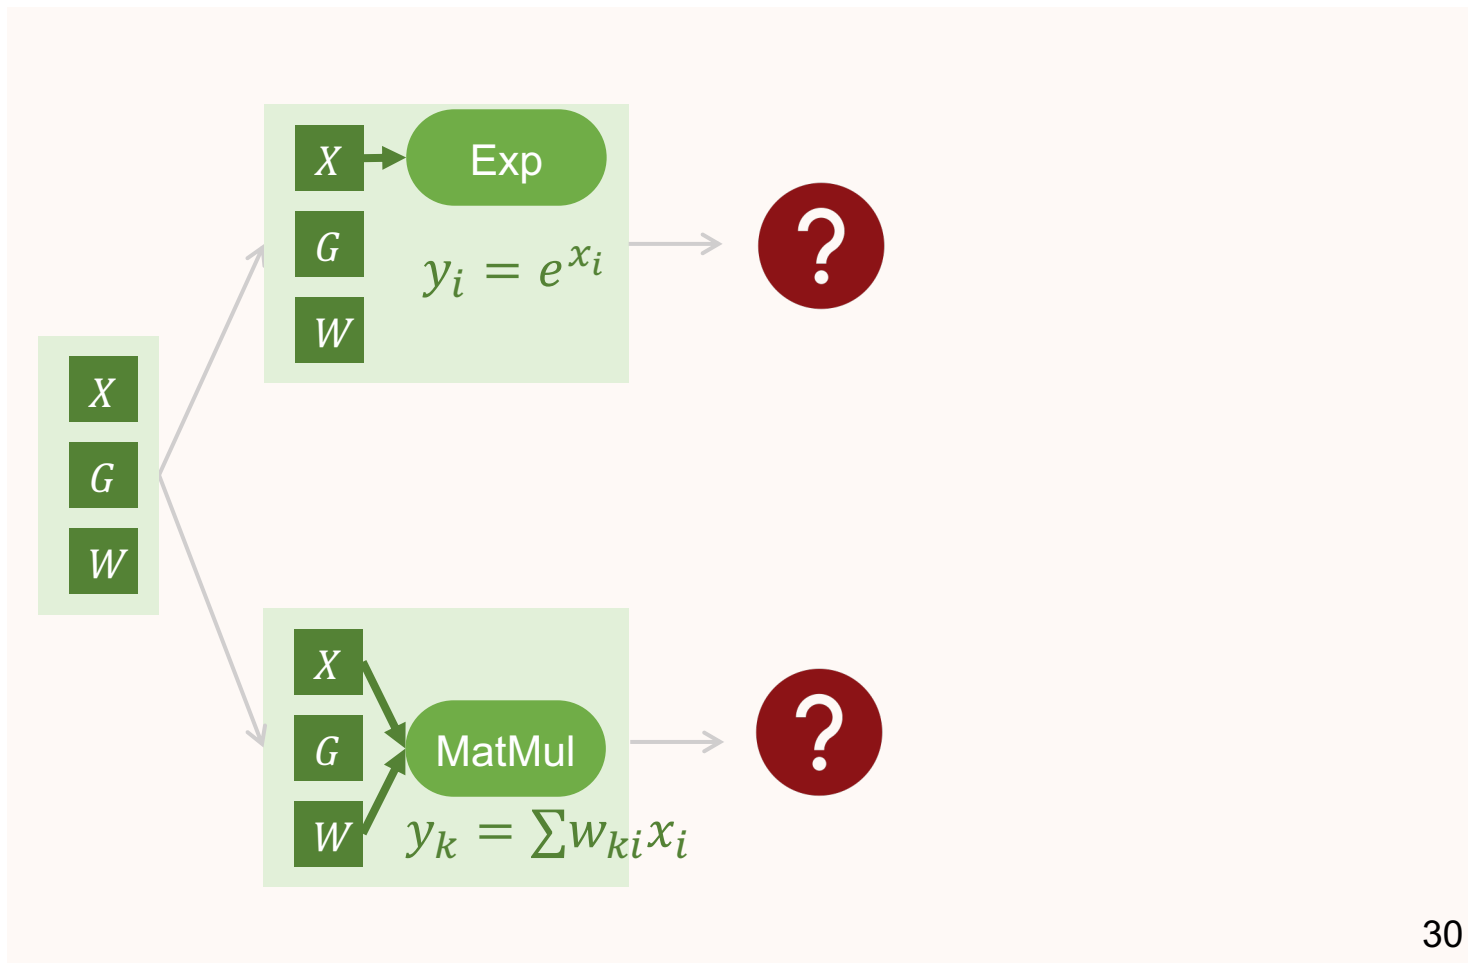 X
G
W
X
Exp
G
y_i = e^{x_i}
W
?
X
G
MatMul
W
y_k = ∑w_{ki}x_i
?
30